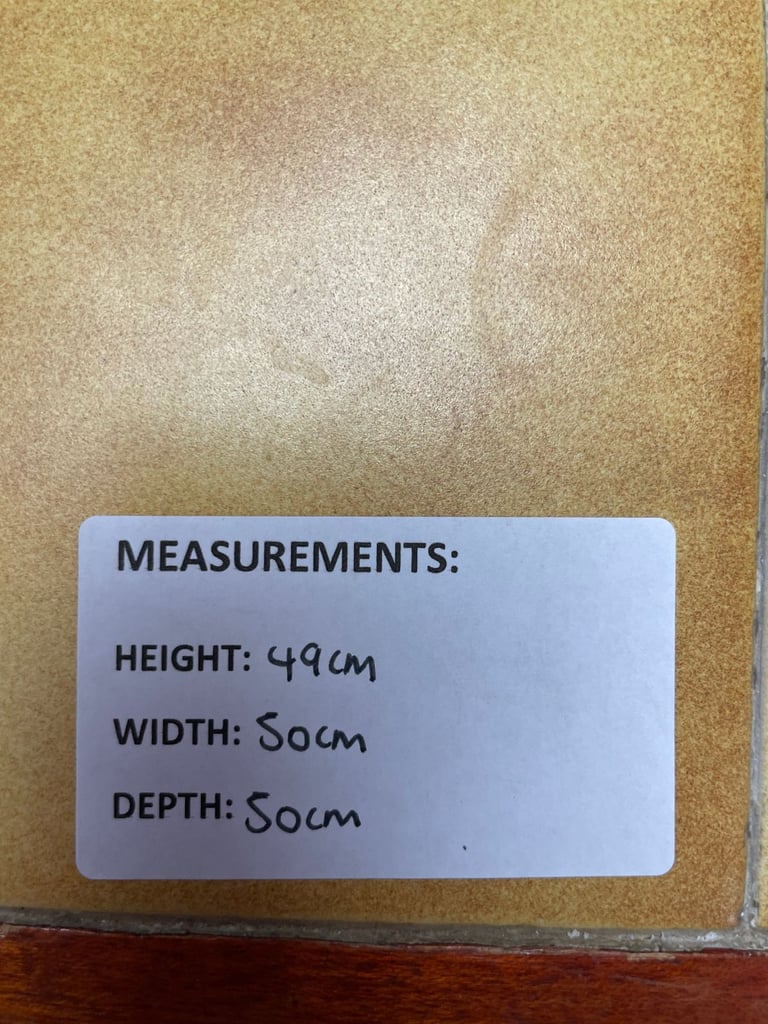 MEASUREMENTS:
HEIGHT: 49cm
WIDTH: 50cm
DEPTH: 50cm